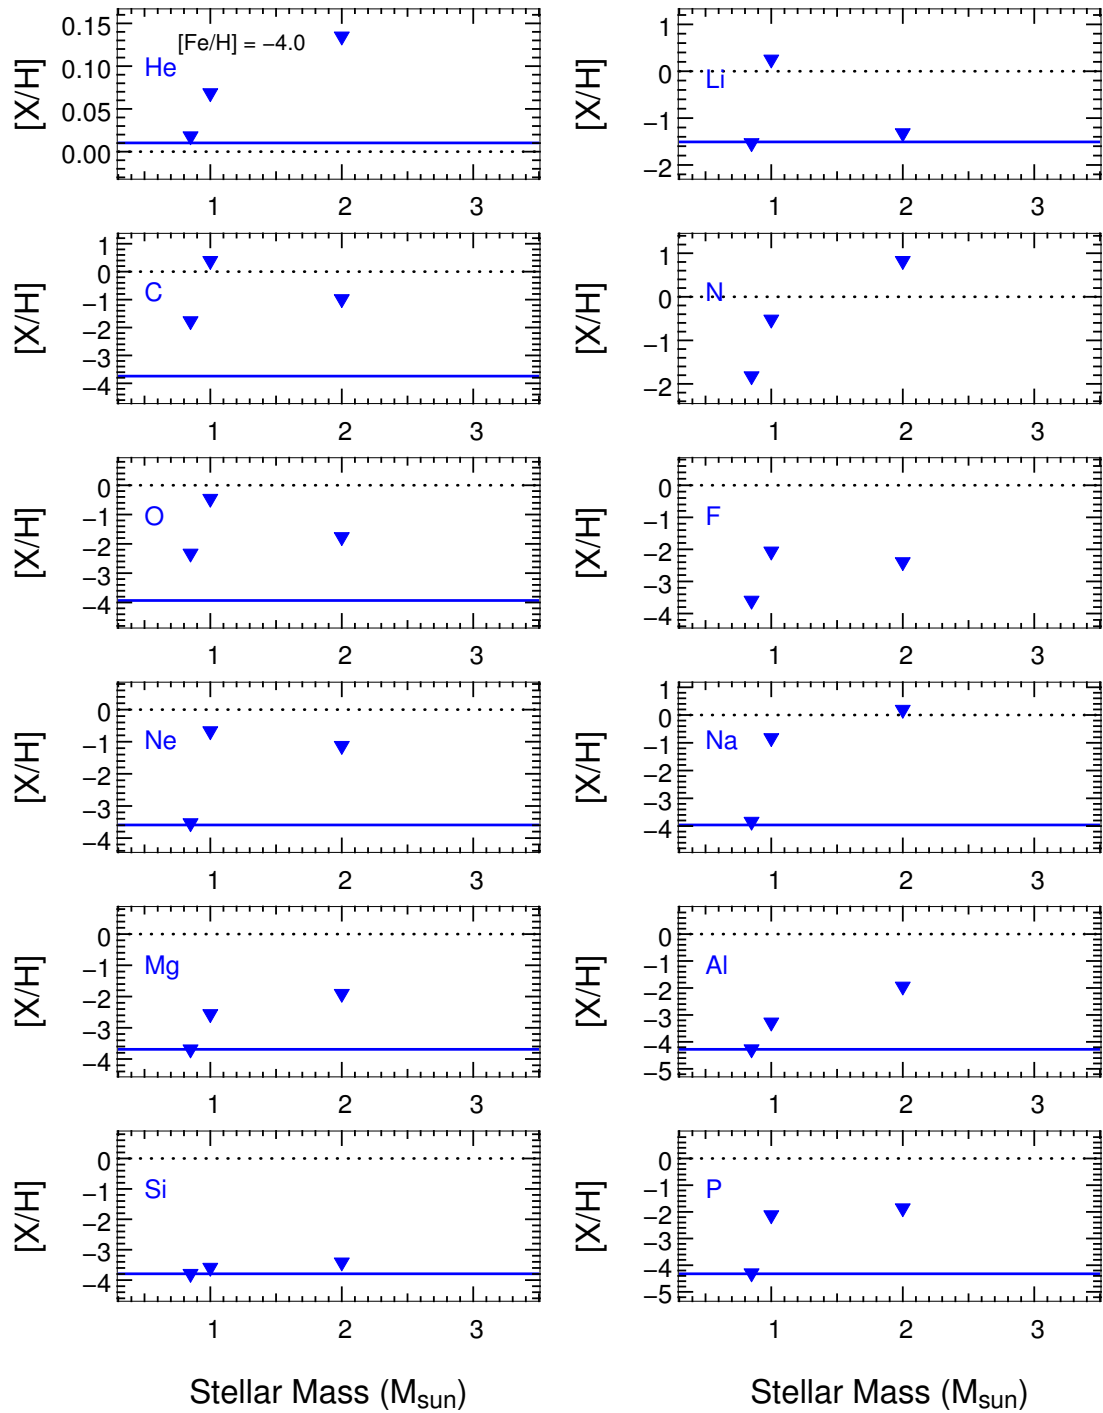 [X/H]
0.15
0.10
0.05
0.00
[Fe/H] = −4.0
He
1 2 3
[X/H]
1
0
−1
−2
Li
1 2 3
[X/H]
1
0
−1
−2
−3
−4
C
1 2 3
[X/H]
1
0
−1
−2
N
1 2 3
[X/H]
0
−1
−2
−3
−4
O
1 2 3
[X/H]
0
−1
−2
−3
−4
F
1 2 3
[X/H]
0
−1
−2
−3
−4
Ne
1 2 3
[X/H]
1
0
−1
−2
−3
−4
Na
1 2 3
[X/H]
0
−1
−2
−3
−4
Mg
1 2 3
[X/H]
0
−1
−2
−3
−4
−5
Al
1 2 3
[X/H]
0
−1
−2
−3
−4
Si
1 2 3
[X/H]
0
−1
−2
−3
−4
−5
P
1 2 3
Stellar Mass (Msun)
Stellar Mass (Msun)